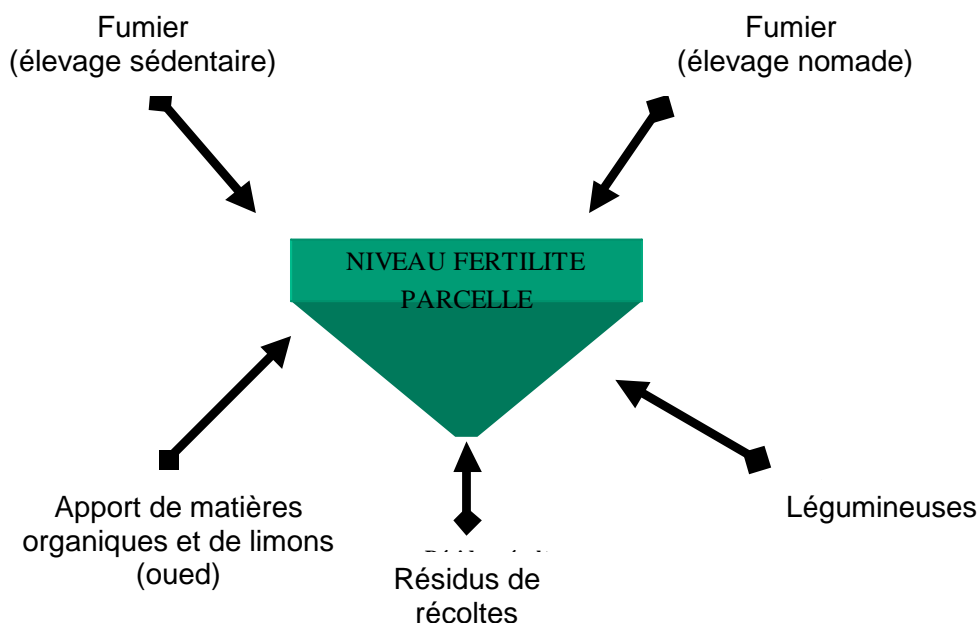 Fumier
(élevage sédentaire)
Fumier
(élevage nomade)
NIVEAU FERTILITE
PARCELLE
Apport de matières
organiques et de limons
(oued)
Résidus de
récoltes
Légumineuses